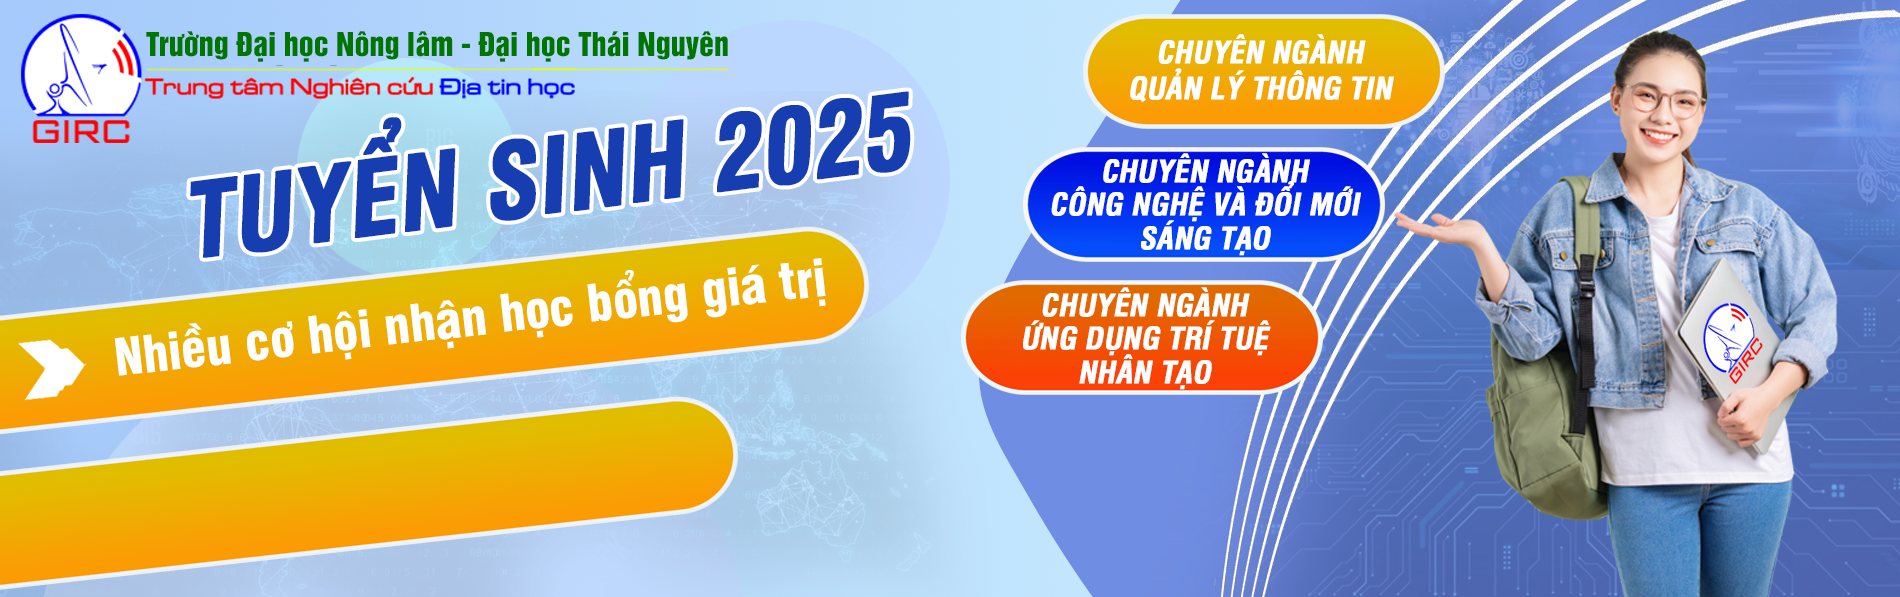 Trường Đại học Nông lâm - Đại học Thái Nguyên
Trung tâm Nghiên cứu Địa tin học
GIRC
TUYỂN SINH 2025
Nhiều cơ hội nhận học bổng giá trị
CHUYÊN NGÀNH
QUẢN LÝ THÔNG TIN
CHUYÊN NGÀNH
CÔNG NGHỆ VÀ ĐỔI MỚI
SÁNG TẠO
CHUYÊN NGÀNH
ỨNG DỤNG TRÍ TUỆ
NHÂN TẠO
GIRC